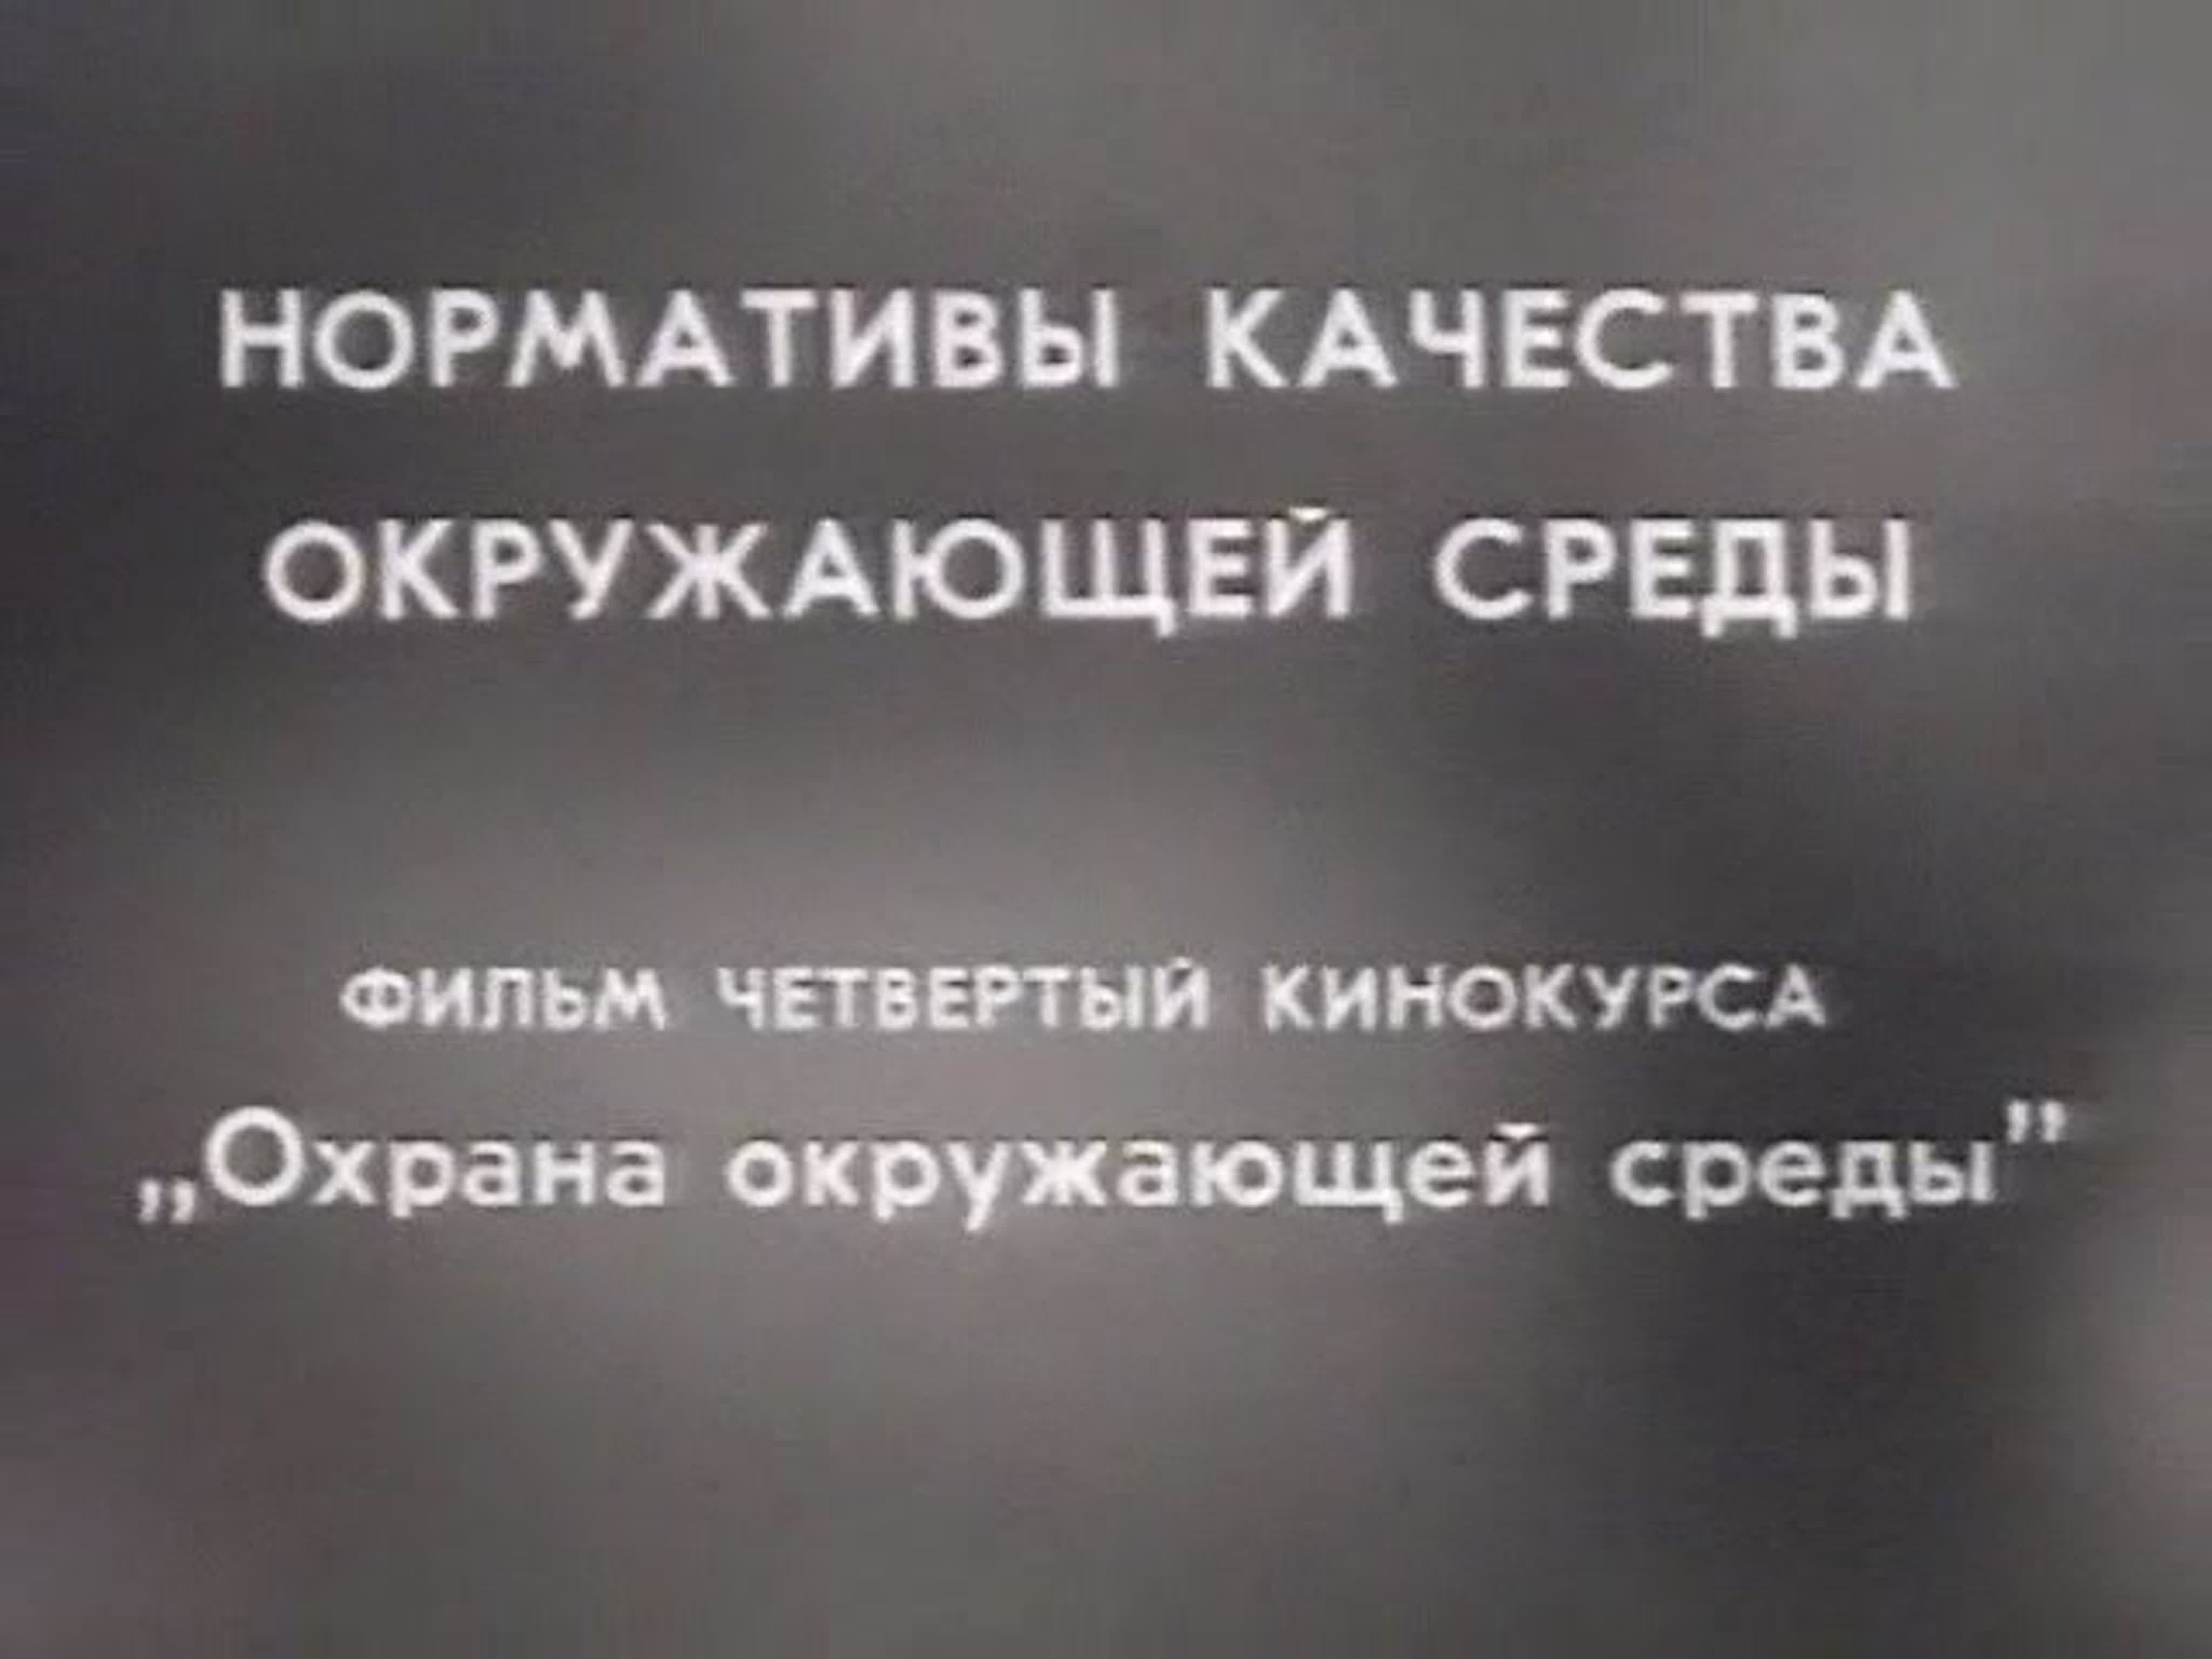 НОРМАТИВЫ КАЧЕСТВА
ОКРУЖАЮЩЕЙ СРЕДЫ
ФИЛЬМ ЧЕТВЕРТЫЙ КИНОКУРСА
„Охрана окружающей среды”